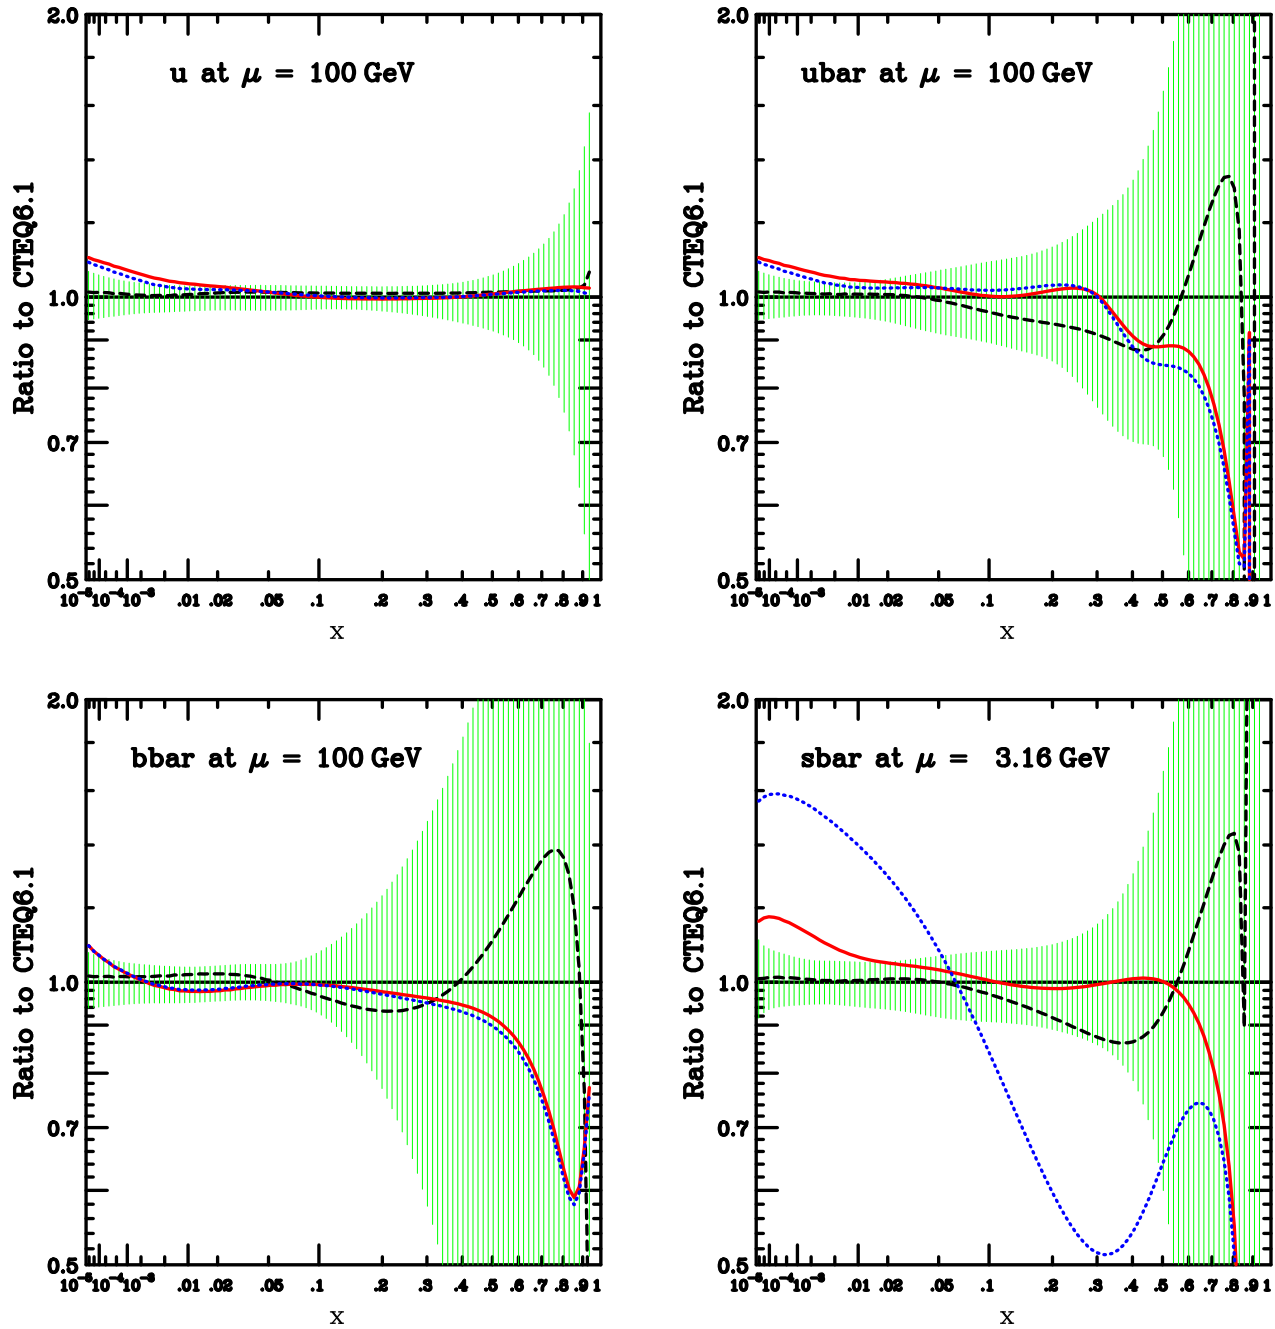 2.0
u at μ = 100 GeV
Ratio to CTEQ6.1
1.0
0.7
0.5
10⁻⁵ 10⁻⁴ 10⁻³ .01 .02 .05 .1 .2 .3 .4 .5 .6 .7 .8 .9 1
x
2.0
ubar at μ = 100 GeV
Ratio to CTEQ6.1
1.0
0.7
0.5
10⁻⁵ 10⁻⁴ 10⁻³ .01 .02 .05 .1 .2 .3 .4 .5 .6 .7 .8 .9 1
x
2.0
bbar at μ = 100 GeV
Ratio to CTEQ6.1
1.0
0.7
0.5
10⁻⁵ 10⁻⁴ 10⁻³ .01 .02 .05 .1 .2 .3 .4 .5 .6 .7 .8 .9 1
x
2.0
sbar at μ = 3.16 GeV
Ratio to CTEQ6.1
1.0
0.7
0.5
10⁻⁵ 10⁻⁴ 10⁻³ .01 .02 .05 .1 .2 .3 .4 .5 .6 .7 .8 .9 1
x